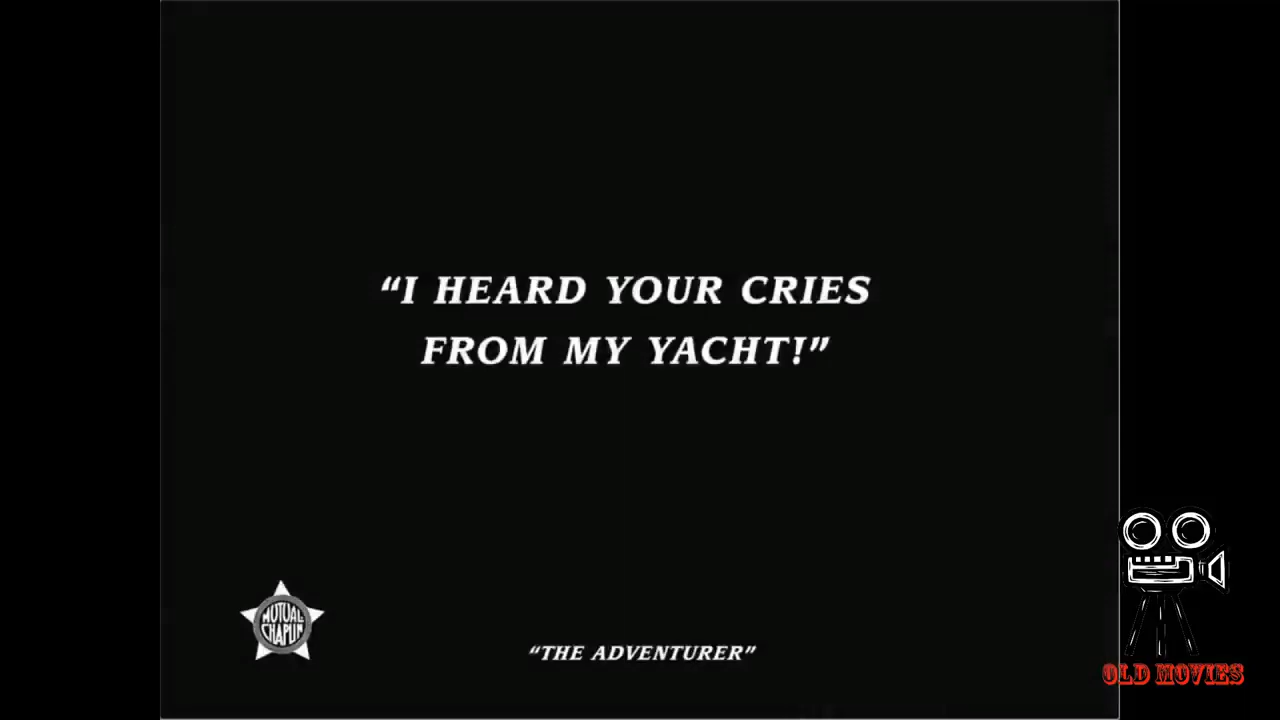 “I HEARD YOUR CRIES
FROM MY YACHT!”
MUTUAL
CHAPLIN
“THE ADVENTURER”
OLD MOVIES